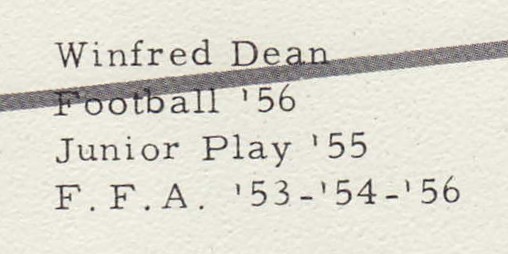 Winfred Dean
Football '56
Junior Play '55
F.F.A. '53-'54-'56